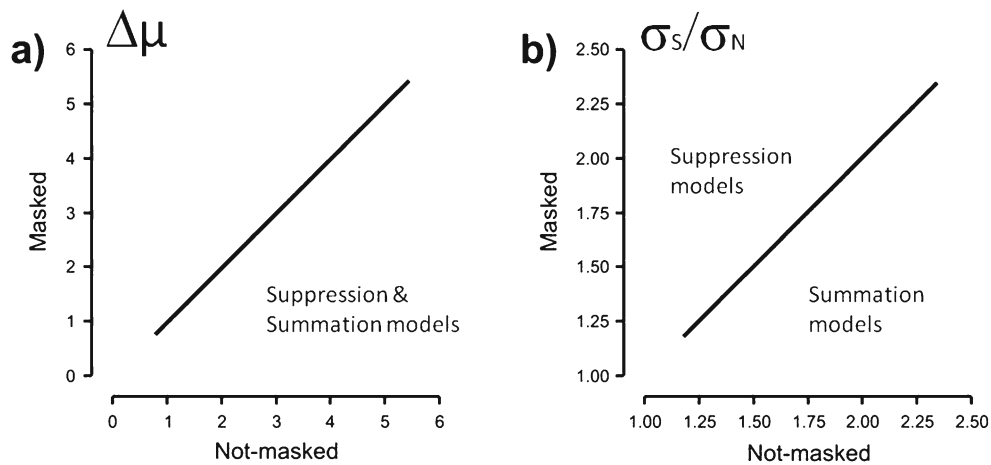 a) Δμ
6
5
4
3
2
1
0
Masked
Suppression &
Summation models
0 1 2 3 4 5 6
Not-masked
b) σS/σN
2.50
2.25
2.00
1.75
1.50
1.25
1.00
Masked
Suppression
models
Summation
models
1.00 1.25 1.50 1.75 2.00 2.25 2.50
Not-masked